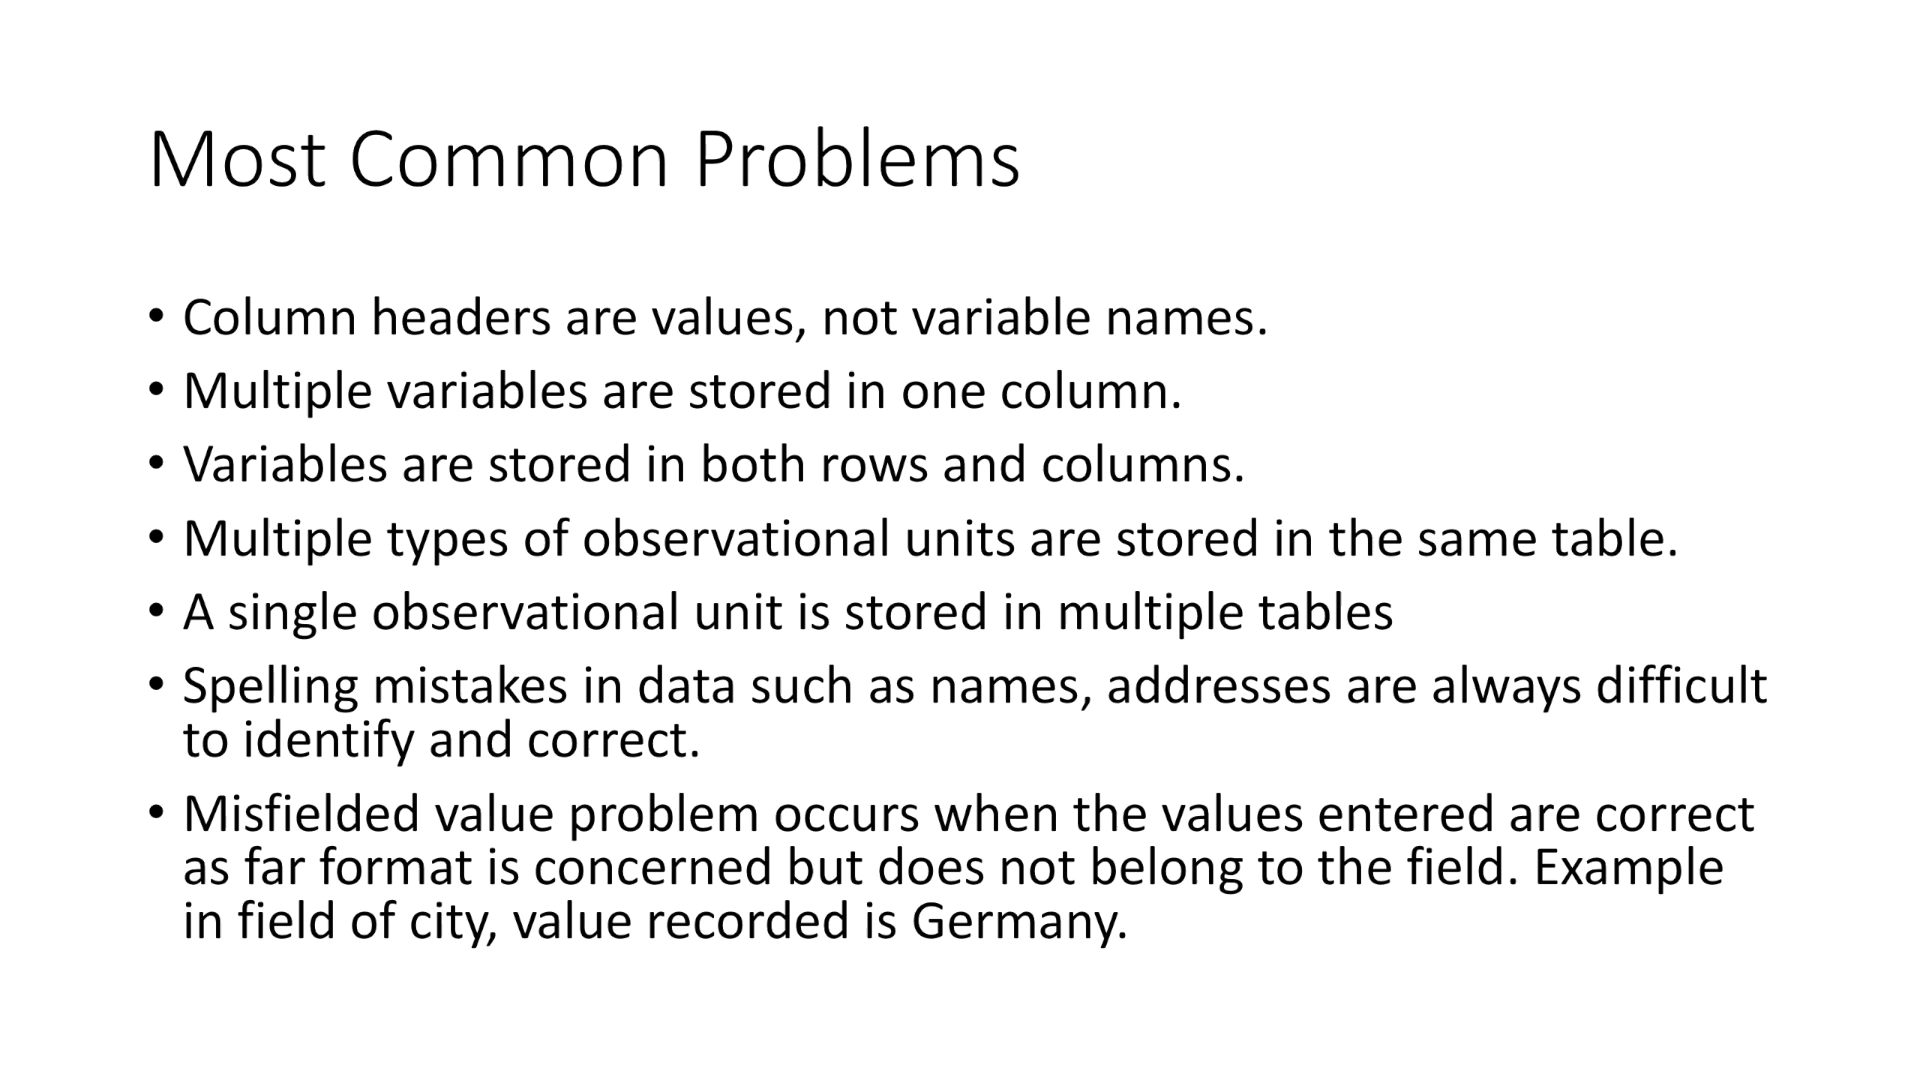 Most Common Problems
• Column headers are values, not variable names.
• Multiple variables are stored in one column.
• Variables are stored in both rows and columns.
• Multiple types of observational units are stored in the same table.
• A single observational unit is stored in multiple tables
• Spelling mistakes in data such as names, addresses are always difficult
to identify and correct.
• Misfielded value problem occurs when the values entered are correct
as far format is concerned but does not belong to the field. Example
in field of city, value recorded is Germany.